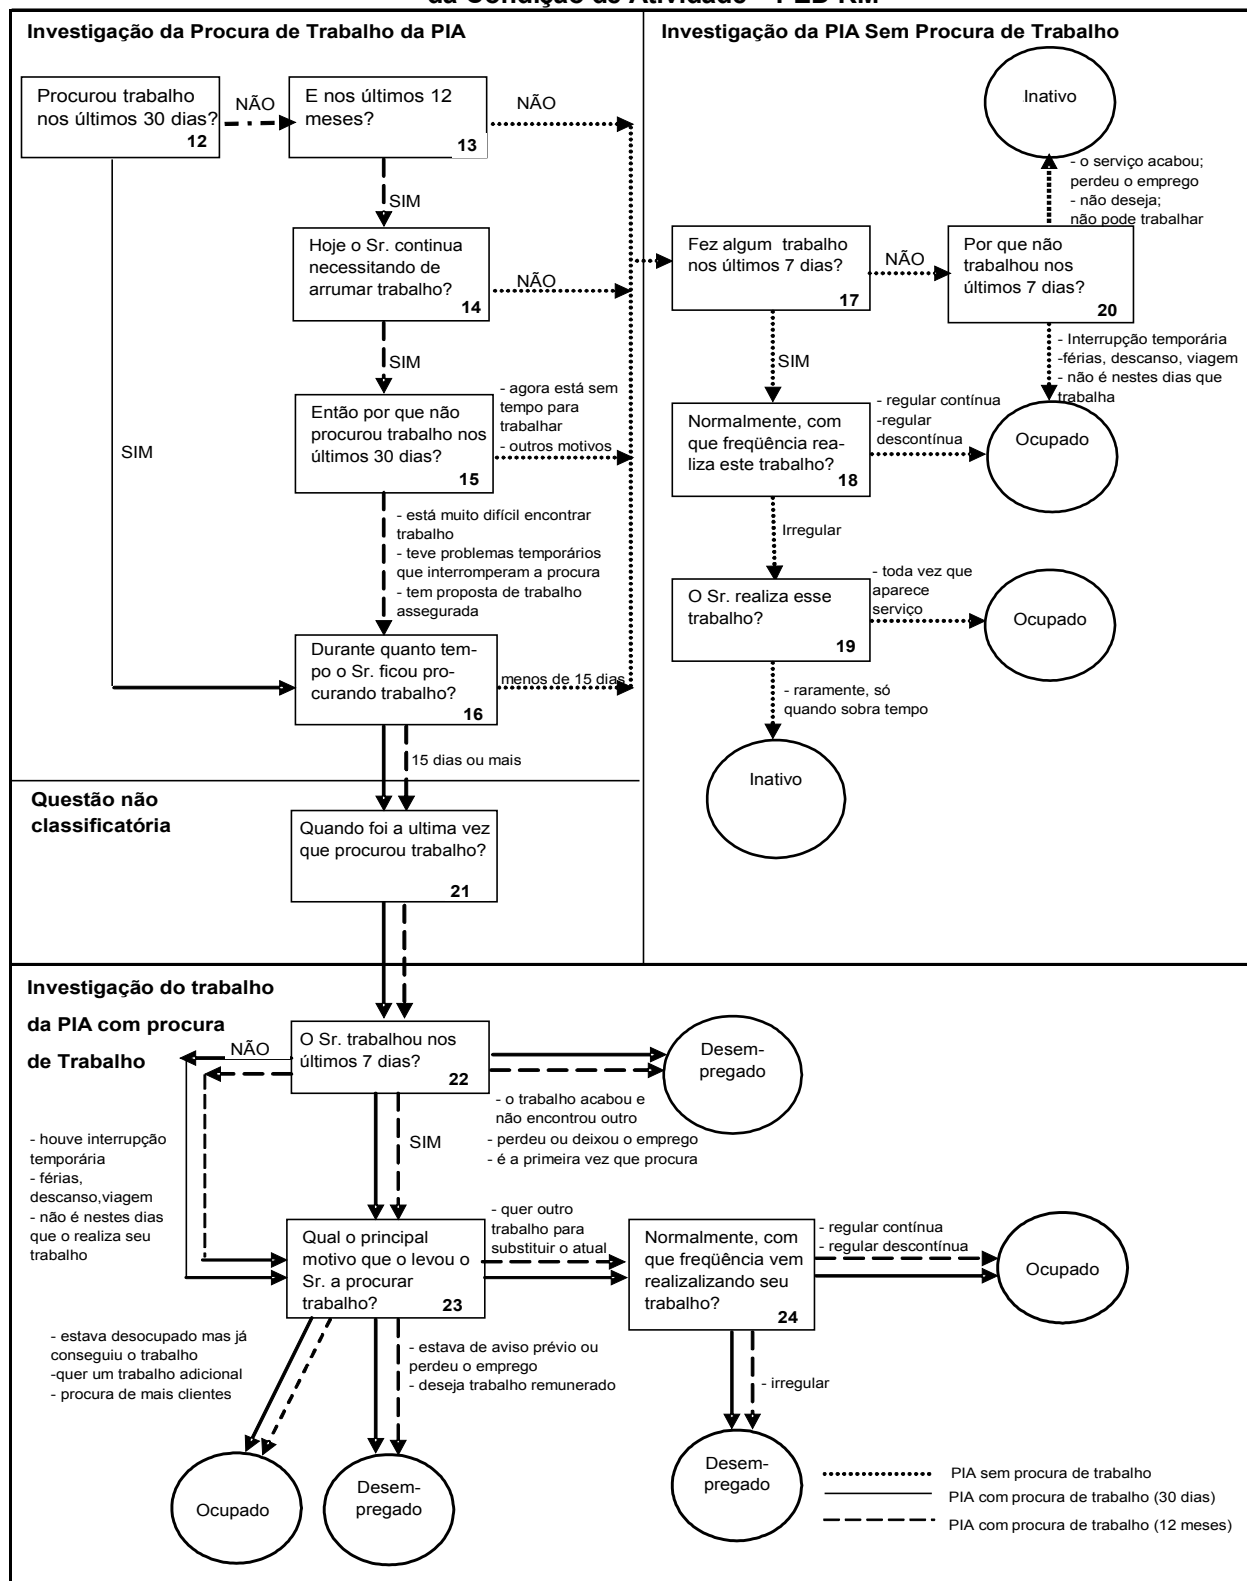 da Condição de Atividade – PED RM
Investigação da Procura de Trabalho da PIA
Procurou trabalho
nos últimos 30 dias?
12
NÃO
E nos últimos 12
meses?
13
NÃO
SIM
Hoje o Sr. continua
necessitando de
arrumar trabalho?
14
NÃO
SIM
SIM
Então por que não
procurou trabalho nos
últimos 30 dias?
15
- agora está sem
tempo para
trabalhar
- outros motivos
- está muito difícil encontrar
trabalho
- teve problemas temporários
que interromperam a procura
- tem proposta de trabalho
assegurada
Durante quanto tem-
po o Sr. ficou pro-
curando trabalho?
16
menos de 15 dias
15 dias ou mais
Investigação da PIA Sem Procura de Trabalho
Inativo
- o serviço acabou;
perdeu o emprego
- não deseja;
não pode trabalhar
Fez algum trabalho
nos últimos 7 dias?
17
NÃO
Por que não
trabalhou nos
últimos 7 dias?
20
SIM
- Interrupção temporária
-férias, descanso, viagem
- não é nestes dias que
trabalha
Normalmente, com
que freqüência rea-
liza este trabalho?
18
- regular contínua
-regular
descontínua
Ocupado
Irregular
O Sr. realiza esse
trabalho?
19
- toda vez que
aparece
serviço
Ocupado
- raramente, só
quando sobra tempo
Inativo
Questão não
classificatória
Quando foi a ultima vez
que procurou trabalho?
21
Investigação do trabalho
da PIA com procura
de Trabalho
NÃO
O Sr. trabalhou nos
últimos 7 dias?
22
Desem-
pregado
- o trabalho acabou e
não encontrou outro
- perdeu ou deixou o emprego
- é a primeira vez que procura
SIM
- houve interrupção
temporária
- férias,
descanso,viagem
- não é nestes dias
que o realiza seu
trabalho
Qual o principal
motivo que o levou o
Sr. a procurar
trabalho?
23
- quer outro
trabalho para
substituir o atual
Normalmente, com
que freqüência vem
realizalizando seu
trabalho?
24
- regular contínua
- regular descontínua
Ocupado
- estava desocupado mas já
conseguiu o trabalho
-quer um trabalho adicional
- procura de mais clientes
- estava de aviso prévio ou
perdeu o emprego
- deseja trabalho remunerado
- irregular
Ocupado
Desem-
pregado
Desem-
pregado
PIA sem procura de trabalho
PIA com procura de trabalho (30 dias)
PIA com procura de trabalho (12 meses)